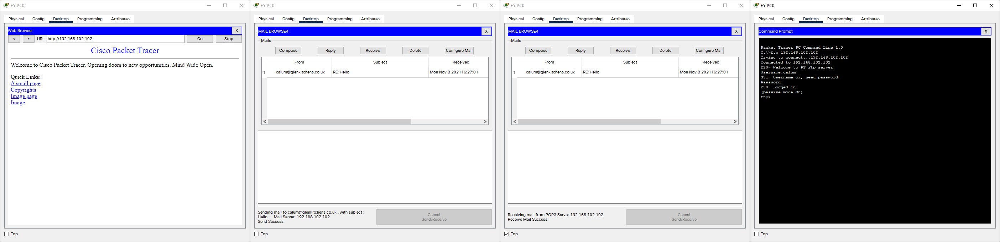 F5-PC0
Physical Config Desktop Programming Attributes
Web Browser X
< > URL http://192.168.102.102 Go Stop
Cisco Packet Tracer
Welcome to Cisco Packet Tracer. Opening doors to new opportunities. Mind Wide Open.
Quick Links:
A small page
Copyrights
Image page
Image
Top
F5-PC0
Physical Config Desktop Programming Attributes
MAIL BROWSER X
Mails
Compose Reply Receive Delete Configure Mail
From Subject Received
1 calum@glenkitchens.co.uk RE: Hello Mon Nov 8 202116:27:01
Sending mail to calum@glenkitchens.co.uk , with subject :
Hello .. Mail Server: 192.168.102.102
Send Success.
Cancel
Send/Receive
Top
F5-PC0
Physical Config Desktop Programming Attributes
MAIL BROWSER X
Mails
Compose Reply Receive Delete Configure Mail
From Subject Received
1 calum@glenkitchens.co.uk RE: Hello Mon Nov 8 202116:27:01
Receiving mail from POP3 Server 192.168.102.102
Receive Mail Success.
Cancel
Send/Receive
Top
F5-PC0
Physical Config Desktop Programming Attributes
Command Prompt X
Packet Tracer PC Command Line 1.0
C:\>ftp 192.168.102.102
Trying to connect...192.168.102.102
Connected to 192.168.102.102
220- Welcome to PT Ftp server
Username:calum
331- Username ok, need password
Password:
230- Logged in
(passive mode On)
ftp>
Top